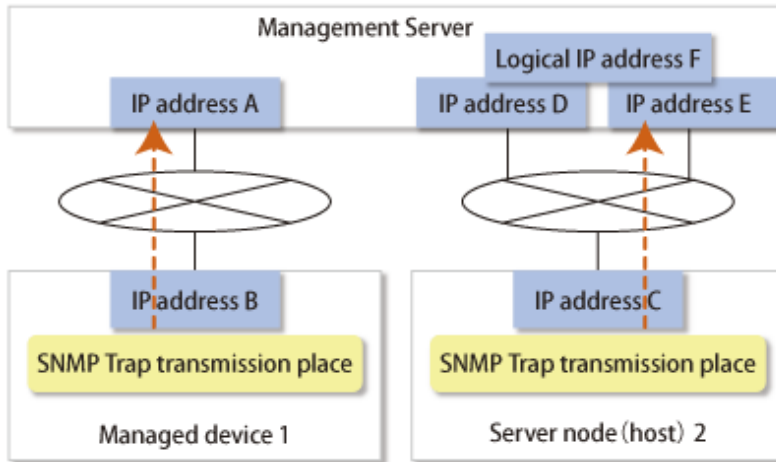 Management Server
Logical IP address F
IP address A
IP address D
IP address E
IP address B
IP address C
SNMP Trap transmission place
SNMP Trap transmission place
Managed device 1
Server node (host) 2